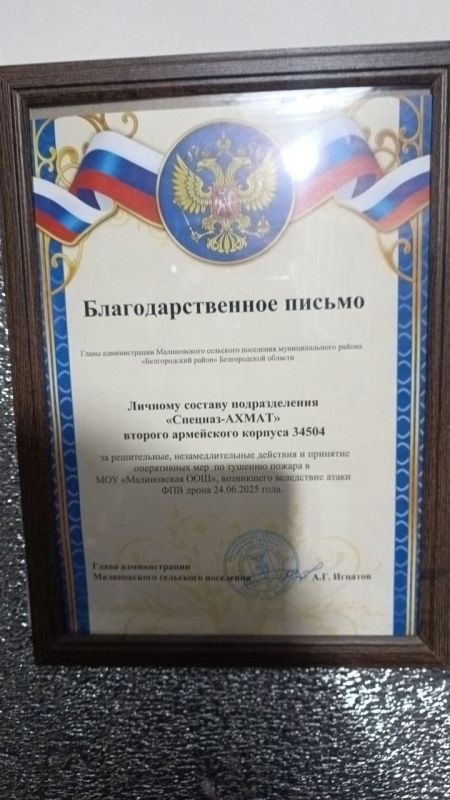 Благодарственное письмо
Главы администрации Малиновского сельского поселения муниципального района
«Белгородский район» Белгородской области
Личному составу подразделения
«Спецназ-АХМАТ»
второго армейского корпуса 34504
за решительные, незамедлительные действия и принятие
оперативных мер по тушению пожара в
МОУ «Малиновская ООШ», возникшего вследствие атаки
ФПВ дрона 24.06.2025 года.
Глава администрации
Малиновского сельского поселения А.Г. Игнатов